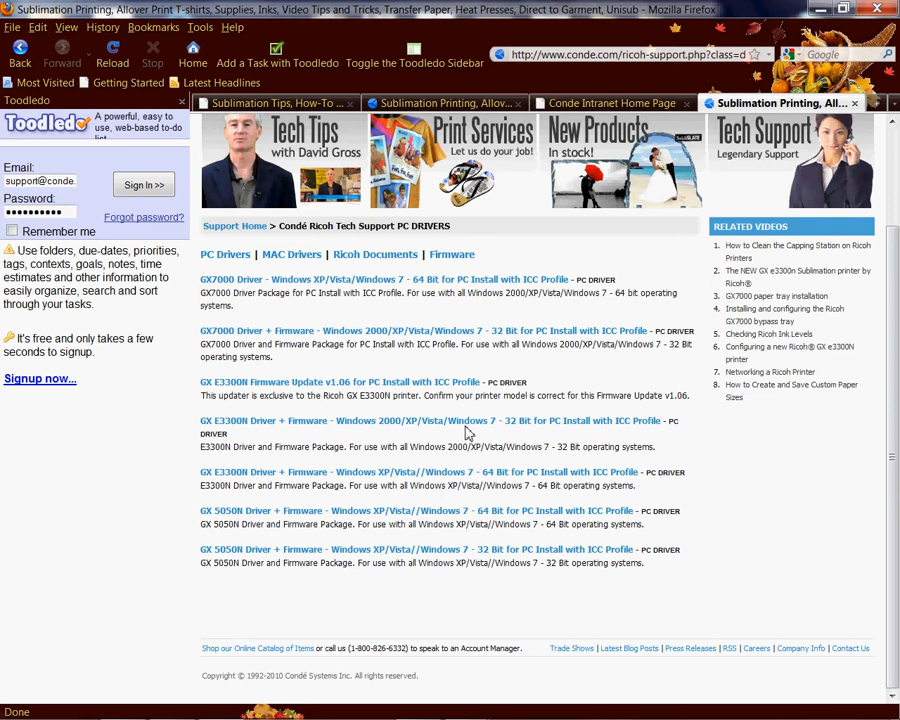 Sublimation Printing, Allover Print T-shirts, Supplies, Inks, Video Tips and Tricks, Transfer Paper, Heat Presses, Direct to Garment, Unisub - Mozilla Firefox
File Edit View History Bookmarks Tools Help
Back Forward Reload Stop Home Add a Task with Toodledo Toggle the Toodledo Sidebar http://www.conde.com/ricoh-support.php?class=d Google
Most Visited Getting Started Latest Headlines
Toodledo Sublimation Tips, How-To ... Sublimation Printing, Allov... Conde Intranet Home Page Sublimation Printing, All...
Toodledo
A powerful, easy to
use, web-based to-do
list
Email:
support@conde.
Password:
Sign In >>
Forgot password?
Remember me
Use folders, due-dates, priorities,
tags, contexts, goals, notes, time
estimates and other information to
easily organize, search and sort
through your tasks.
It's free and only takes a few
seconds to signup.
Signup now...
Tech Tips
with David Gross
Print Services
Let us do your job!
New Products
In stock!
Tech Support
Legendary Support
Support Home > Condé Ricoh Tech Support PC DRIVERS
PC Drivers | MAC Drivers | Ricoh Documents | Firmware
GX7000 Driver - Windows XP/Vista/Windows 7 - 64 Bit for PC Install with ICC Profile - PC DRIVER
GX7000 Driver Package for PC Install with ICC Profile. For use with all Windows 2000/XP/Vista/Windows 7 - 64 bit operating
systems.
GX7000 Driver + Firmware - Windows 2000/XP/Vista/Windows 7 - 32 Bit for PC Install with ICC Profile - PC DRIVER
GX7000 Driver and Firmware Package for PC Install with ICC Profile. For use with all Windows 2000/XP/Vista/Windows 7 - 32 Bit
operating systems.
GX E3300N Firmware Update v1.06 for PC Install with ICC Profile - PC DRIVER
This updater is exclusive to the Ricoh GX E3300N printer. Confirm your printer model is correct for this Firmware Update v1.06.
GX E3300N Driver + Firmware - Windows 2000/XP/Vista/Windows 7 - 32 Bit for PC Install with ICC Profile - PC
DRIVER
E3300N Driver and Firmware Package. For use with all Windows 2000/XP/Vista/Windows 7 - 32 Bit operating systems.
GX E3300N Driver + Firmware - Windows XP/Vista//Windows 7 - 64 Bit for PC Install with ICC Profile - PC DRIVER
E3300N Driver and Firmware Package. For use with all Windows XP/Vista//Windows 7 - 64 Bit operating systems.
GX 5050N Driver + Firmware - Windows XP/Vista//Windows 7 - 64 Bit for PC Install with ICC Profile - PC DRIVER
GX 5050N Driver and Firmware Package. For use with all Windows XP/Vista//Windows 7 - 64 Bit operating systems.
GX 5050N Driver + Firmware - Windows XP/Vista//Windows 7 - 32 Bit for PC Install with ICC Profile - PC DRIVER
GX 5050N Driver and Firmware Package. For use with all Windows XP/Vista//Windows 7 - 32 Bit operating systems.
RELATED VIDEOS
1. How to Clean the Capping Station on Ricoh
Printers
2. The NEW GX e3300n Sublimation printer by
Ricoh®
3. GX7000 paper tray installation
4. Installing and configuring the Ricoh
GX7000 bypass tray
5. Checking Ricoh Ink Levels
6. Configuring a new Ricoh® GX e3300N
printer
7. Networking a Ricoh Printer
8. How to Create and Save Custom Paper
Sizes
Shop our Online Catalog of Items or call us (1-800-826-6332) to speak to an Account Manager.
Trade Shows | Latest Blog Posts | Press Releases | RSS | Careers | Company Info | Contact Us
Copyright © 1992-2010 Condé Systems Inc. All rights reserved.
Done